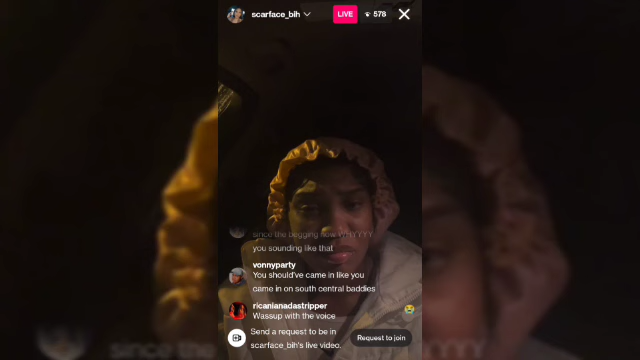 scarface_bih
LIVE
578
since the begging now WHYYYY
you sounding like that
vonnyparty
You should've came in like you
came in on south central baddies
ricanianadastripper
Wassup with the voice
Send a request to be in
scarface_bih's live video.
Request to join